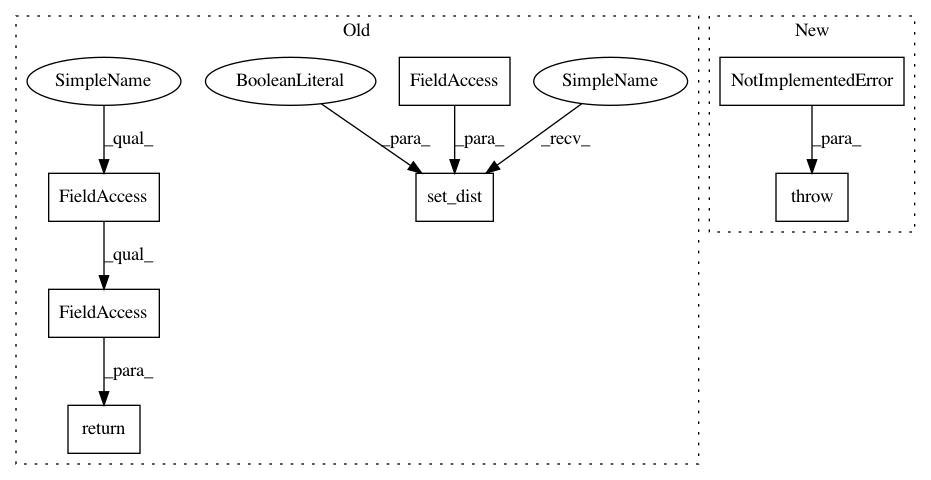 Old
New
SimpleName
BooleanLiteral
FieldAccess
SimpleName
NotImplementedError
_qual_
_para_
_para_
_recv_
_para_
FieldAccess
set_dist
throw
_qual_
FieldAccess
_para_
return